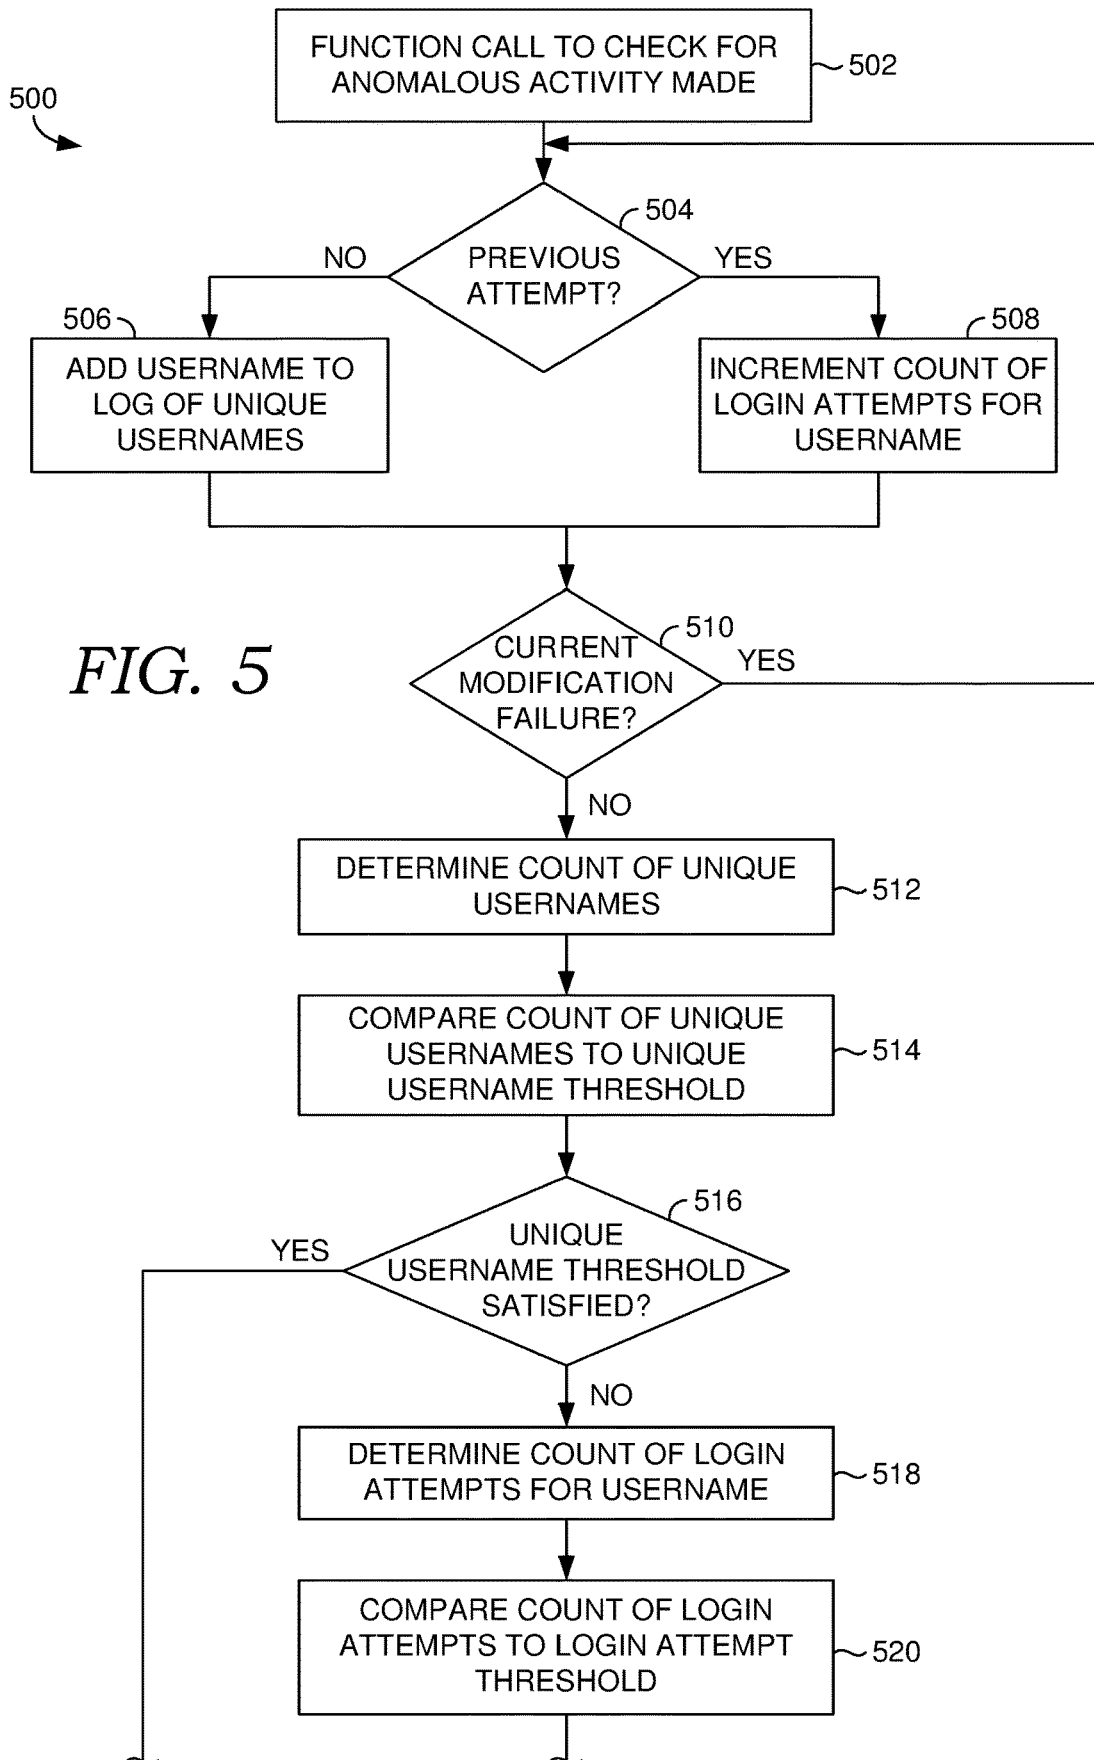 FUNCTION CALL TO CHECK FOR
ANOMALOUS ACTIVITY MADE
502
500
504
PREVIOUS
ATTEMPT?
NO
YES
506
ADD USERNAME TO
LOG OF UNIQUE
USERNAMES
508
INCREMENT COUNT OF
LOGIN ATTEMPTS FOR
USERNAME
FIG. 5
510
CURRENT
MODIFICATION
FAILURE?
YES
NO
DETERMINE COUNT OF UNIQUE
USERNAMES
512
COMPARE COUNT OF UNIQUE
USERNAMES TO UNIQUE
USERNAME THRESHOLD
514
516
UNIQUE
USERNAME THRESHOLD
SATISFIED?
YES
NO
DETERMINE COUNT OF LOGIN
ATTEMPTS FOR USERNAME
518
COMPARE COUNT OF LOGIN
ATTEMPTS TO LOGIN ATTEMPT
THRESHOLD
520